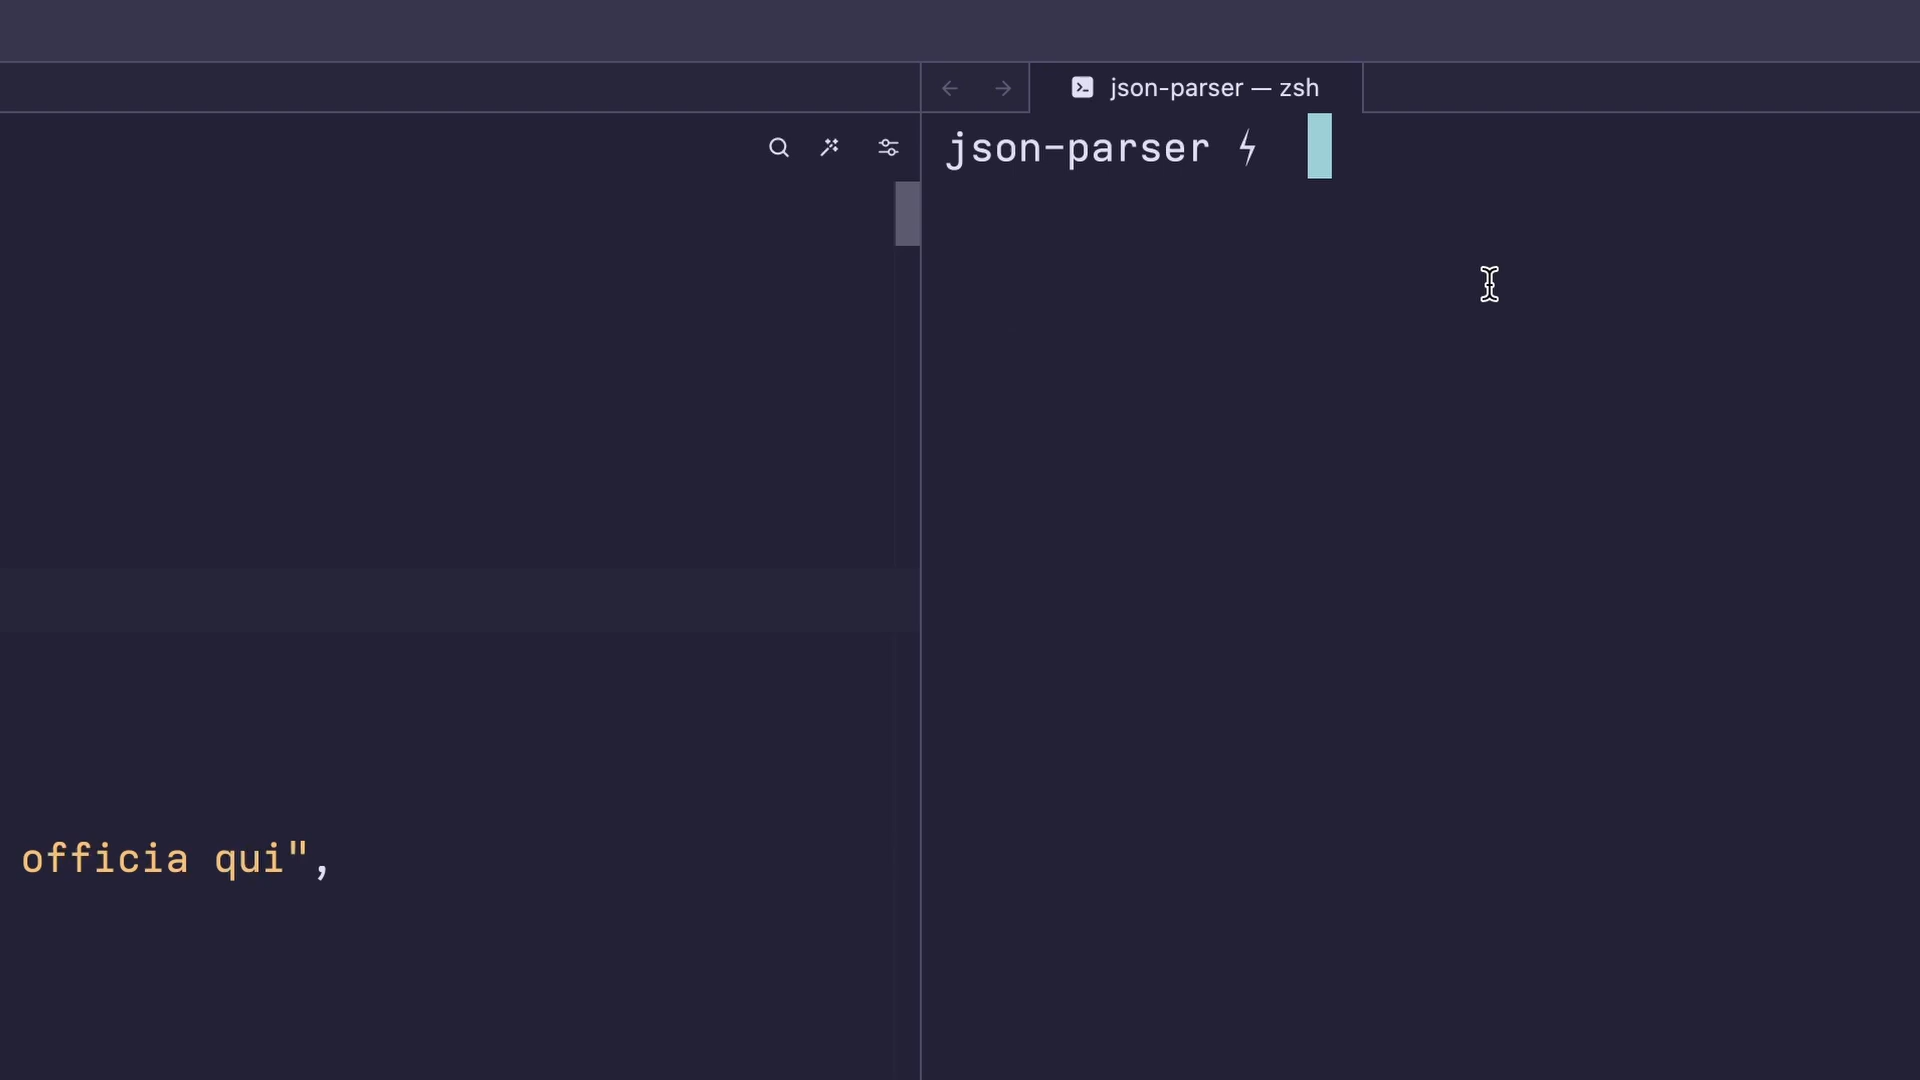 json-parser — zsh
json-parser ⚡
officia qui",